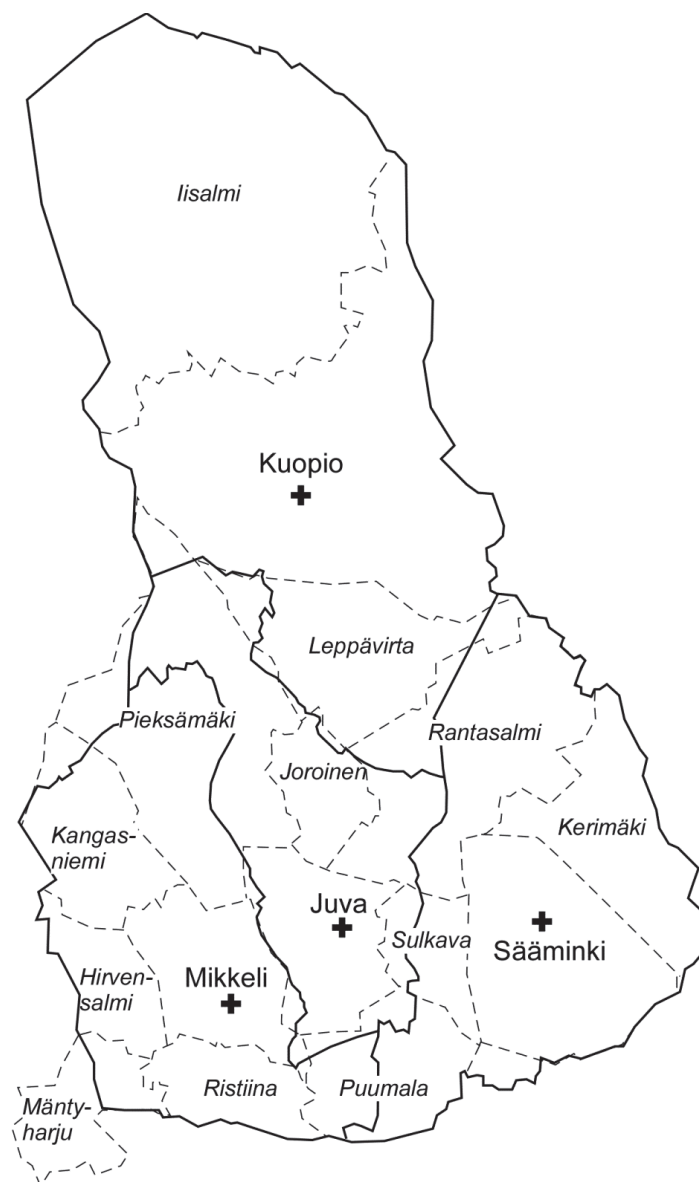 Iisalmi
Kuopio
Leppävirta
Pieksämäki
Rantasalmi
Joroinen
Kangas-
niemi
Kerimäki
Juva
Sulkava
Sääminki
Hirven-
salmi
Mikkeli
Ristiina
Puumala
Mänty-
harju